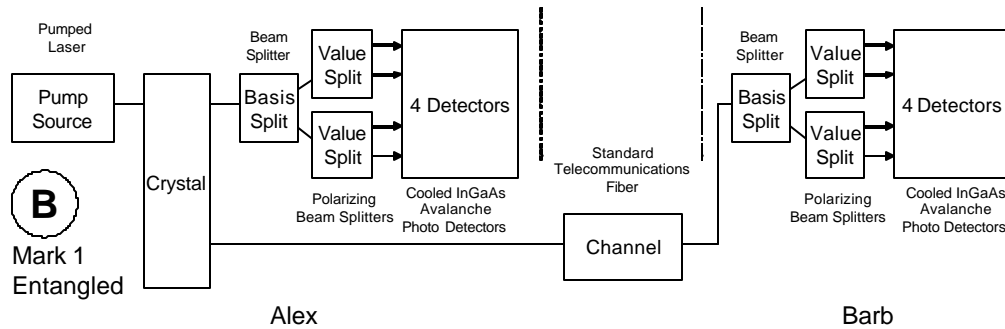 Pumped
Laser
Pump
Source
Crystal
Beam
Splitter
Basis
Split
Value
Split
Value
Split
Polarizing
Beam Splitters
4 Detectors
Cooled InGaAs
Avalanche
Photo Detectors
Standard
Telecommunications
Fiber
Channel
Beam
Splitter
Basis
Split
Value
Split
Value
Split
Polarizing
Beam Splitters
4 Detectors
Cooled InGaAs
Avalanche
Photo Detectors
B
Mark 1
Entangled
Alex
Barb